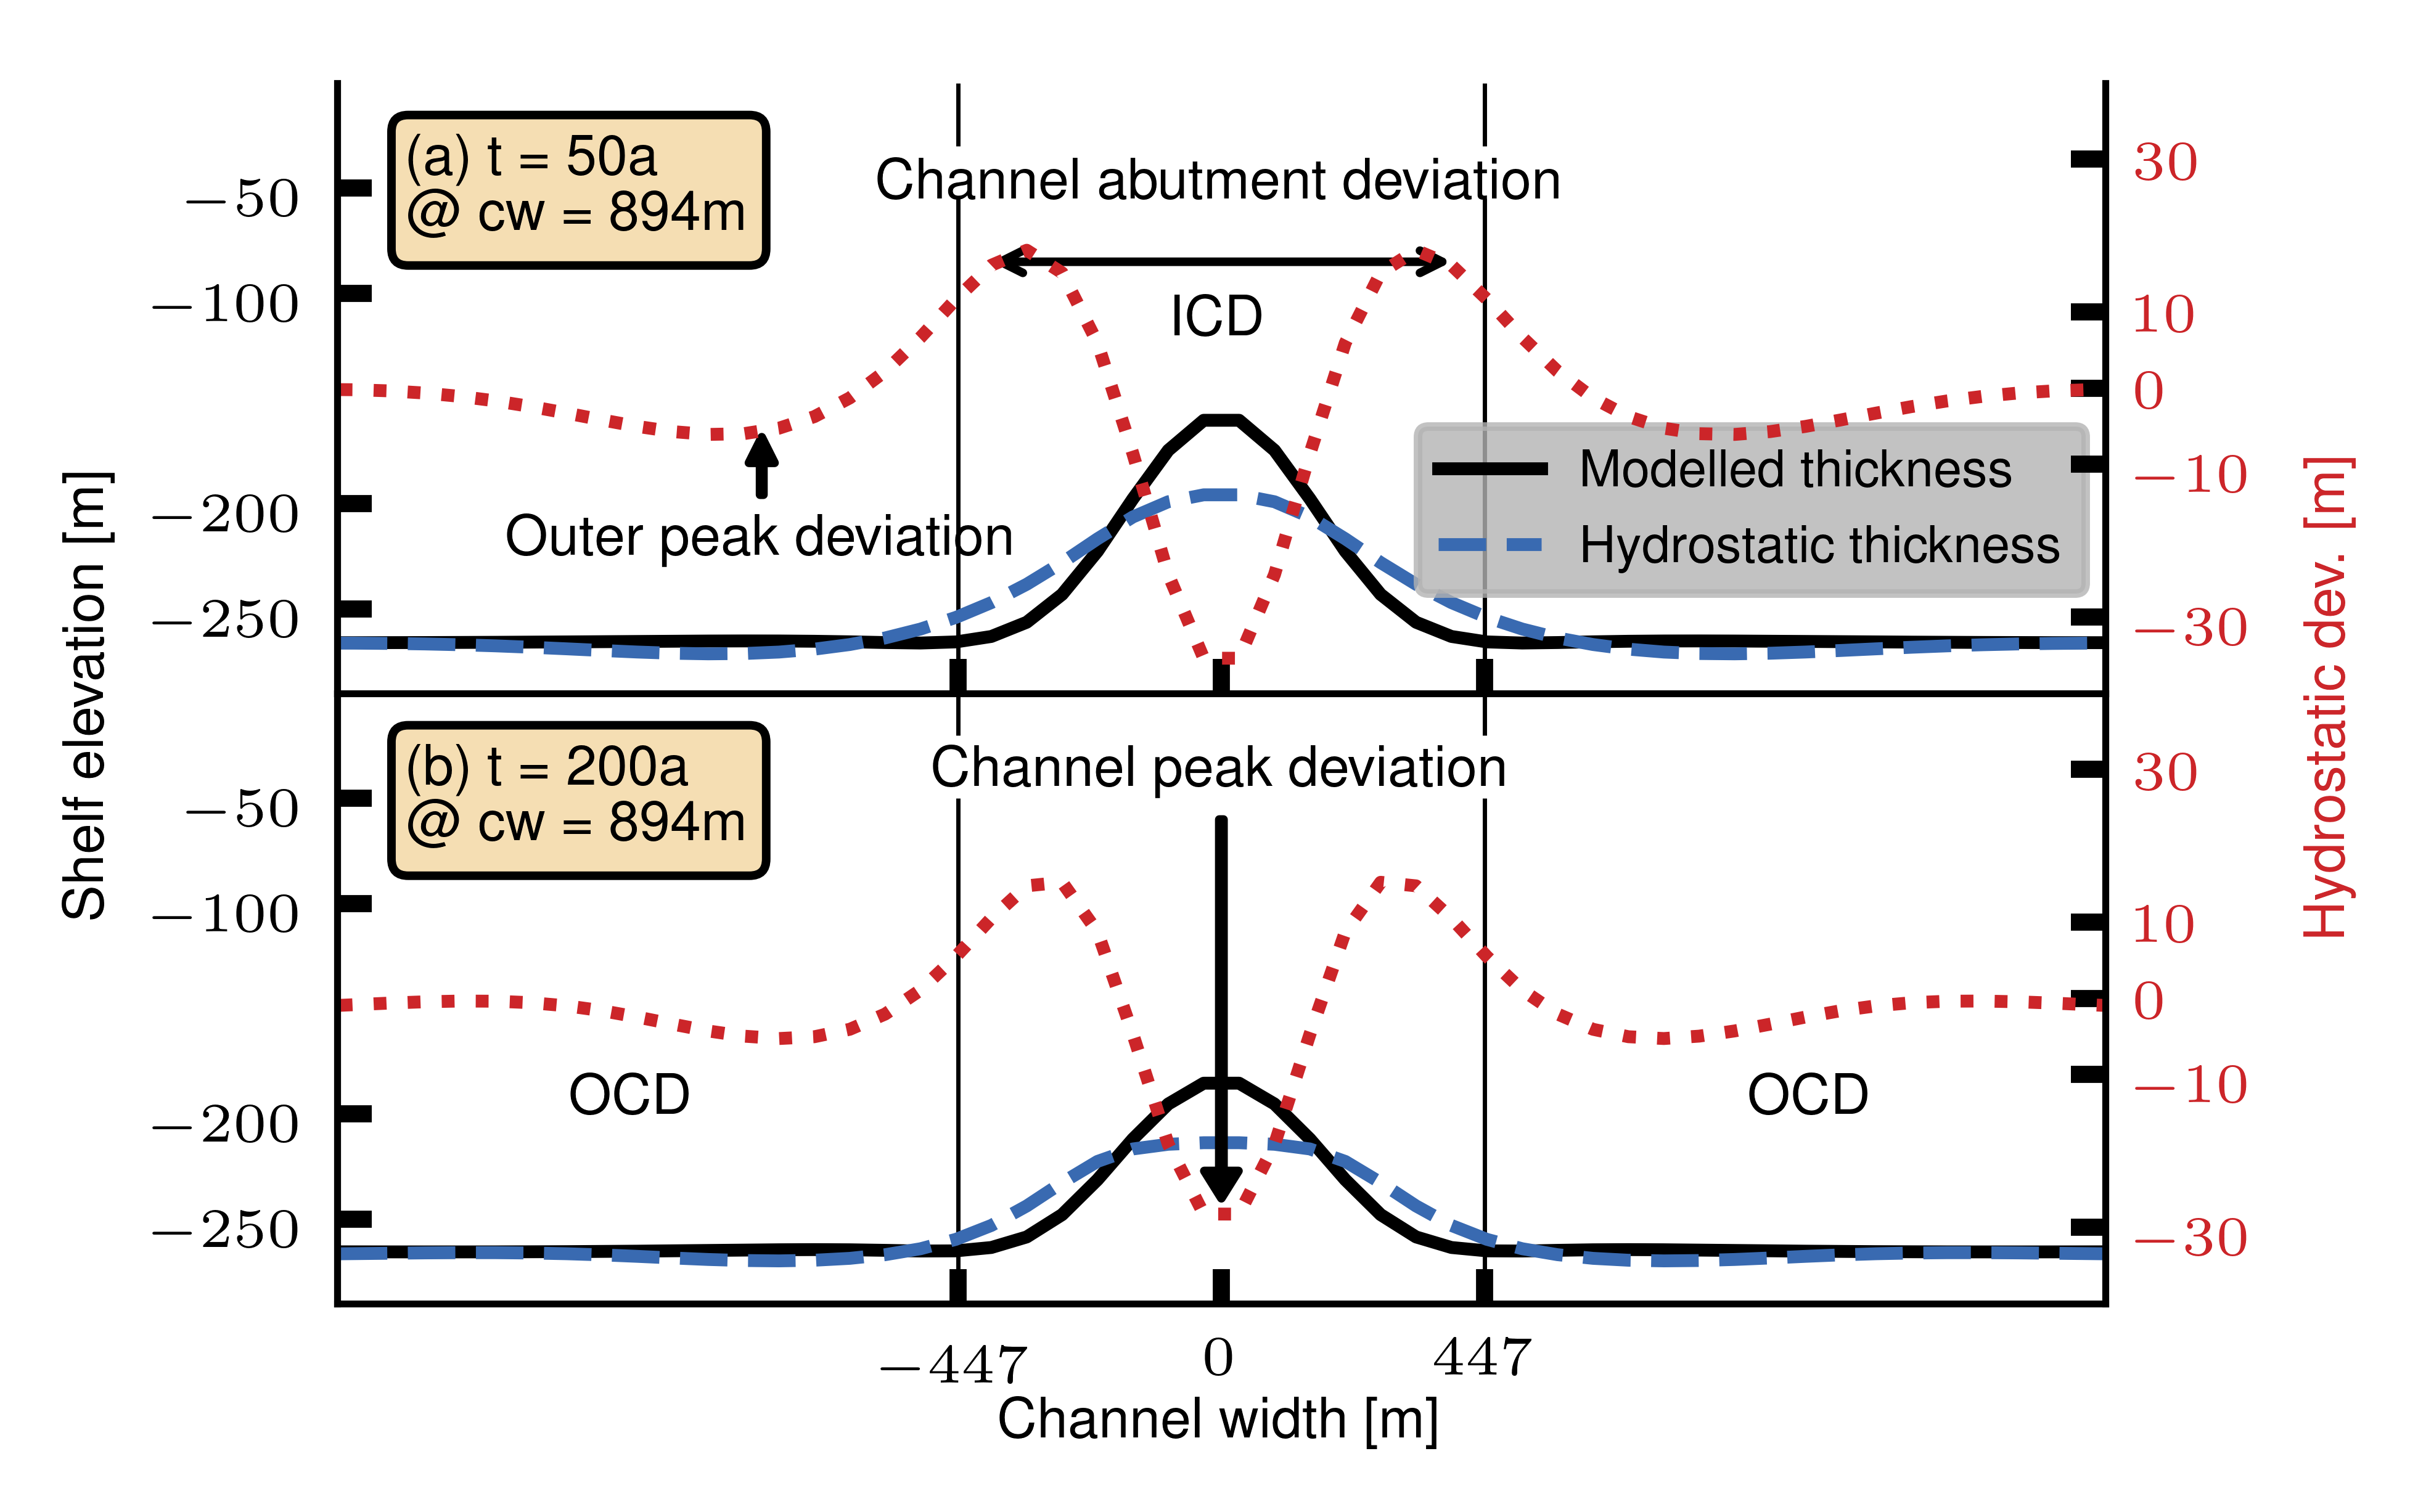 (a) t = 50a
@ cw = 894m
Channel abutment deviation
ICD
Outer peak deviation
Modelled thickness
Hydrostatic thickness
−50
−100
−200
−250
30
10
0
−10
−30
Shelf elevation [m]
Hydrostatic dev. [m]
(b) t = 200a
@ cw = 894m
Channel peak deviation
OCD
OCD
−50
−100
−200
−250
30
10
0
−10
−30
−447
0
447
Channel width [m]